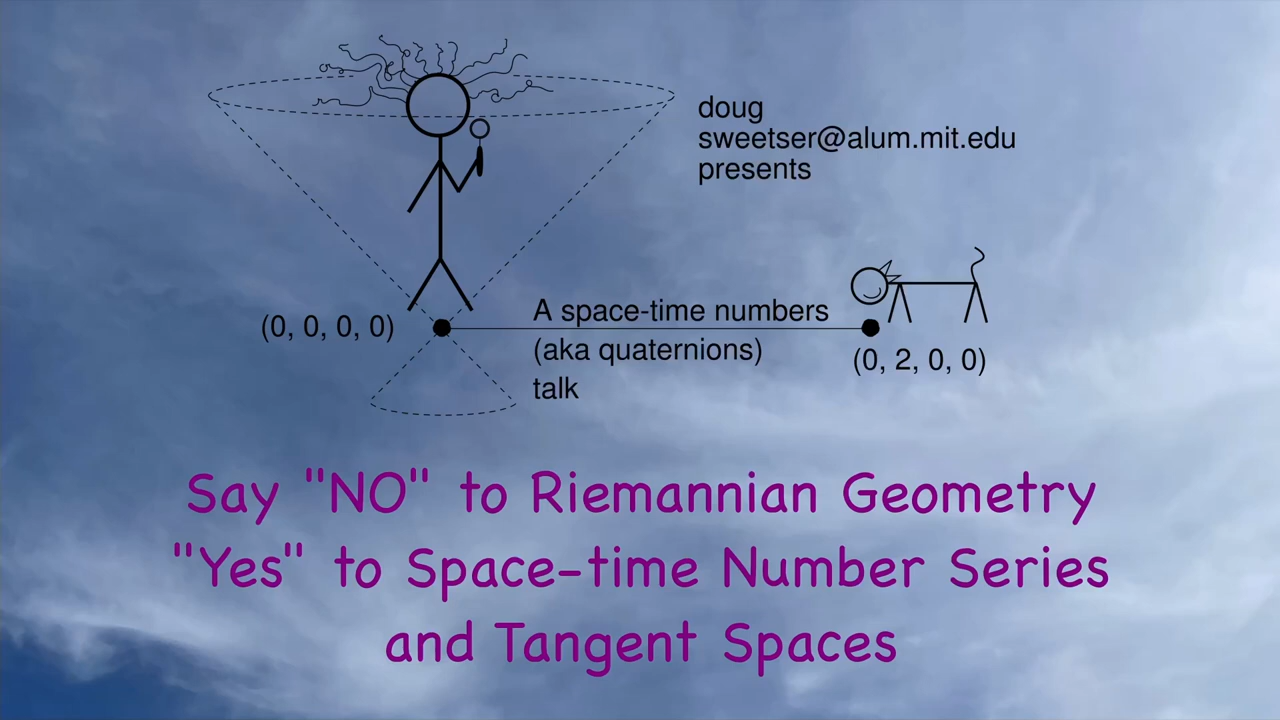 doug
sweetser@alum.mit.edu
presents
(0, 0, 0, 0)
A space-time numbers
(aka quaternions)
talk
(0, 2, 0, 0)
Say "NO" to Riemannian Geometry
"Yes" to Space-time Number Series
and Tangent Spaces